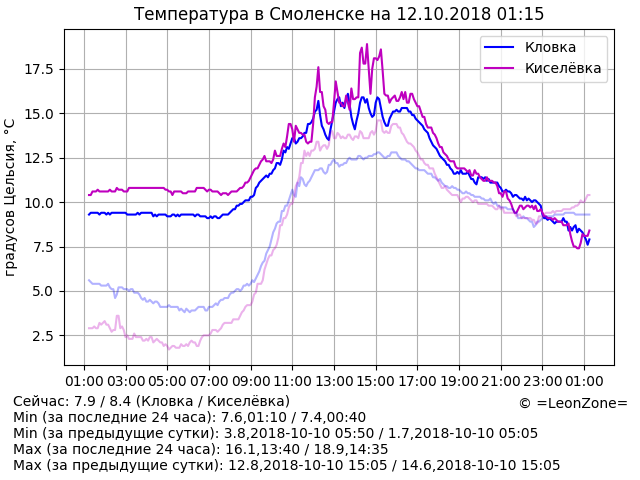 Температура в Смоленске на 12.10.2018 01:15
Кловка
Киселёвка
градусов Цельсия, °C
17.5
15.0
12.5
10.0
7.5
5.0
2.5
01:00 03:00 05:00 07:00 09:00 11:00 13:00 15:00 17:00 19:00 21:00 23:00 01:00
Сейчас: 7.9 / 8.4 (Кловка / Киселёвка)
© =LeonZone=
Min (за последние 24 часа): 7.6,01:10 / 7.4,00:40
Min (за предыдущие сутки): 3.8,2018-10-10 05:50 / 1.7,2018-10-10 05:05
Max (за последние 24 часа): 16.1,13:40 / 18.9,14:35
Max (за предыдущие сутки): 12.8,2018-10-10 15:05 / 14.6,2018-10-10 15:05